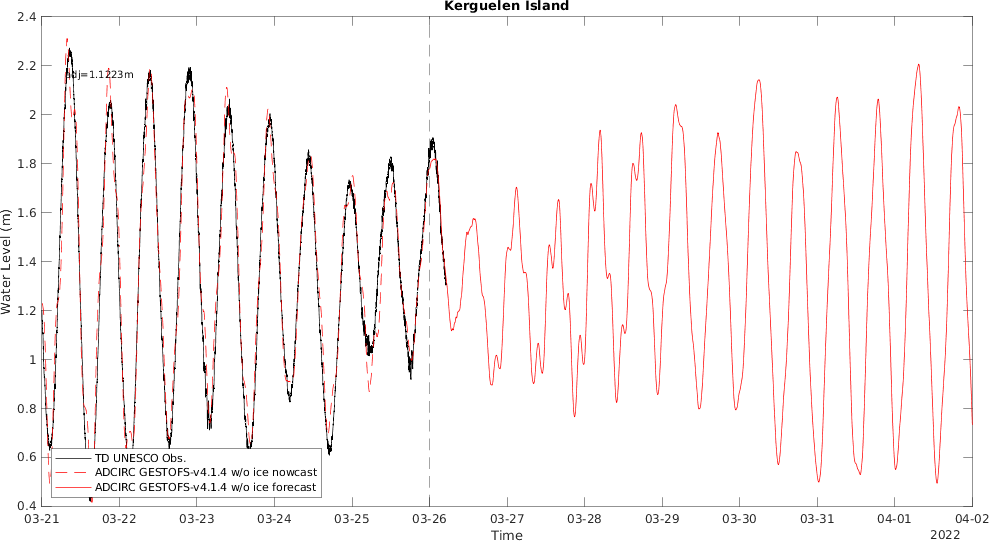 Kerguelen Island
2.4
2.2
2
1.8
1.6
1.4
1.2
1
0.8
0.6
0.4
Water Level (m)
adj=1.1223m
TD UNESCO Obs.
ADCIRC GESTOFS-v4.1.4 w/o ice nowcast
ADCIRC GESTOFS-v4.1.4 w/o ice forecast
03-21 03-22 03-23 03-24 03-25 03-26 03-27 03-28 03-29 03-30 03-31 04-01 04-02
Time
2022